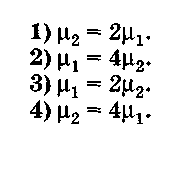 1) μ₂ = 2μ₁.
2) μ₁ = 4μ₂.
3) μ₁ = 2μ₂.
4) μ₂ = 4μ₁.